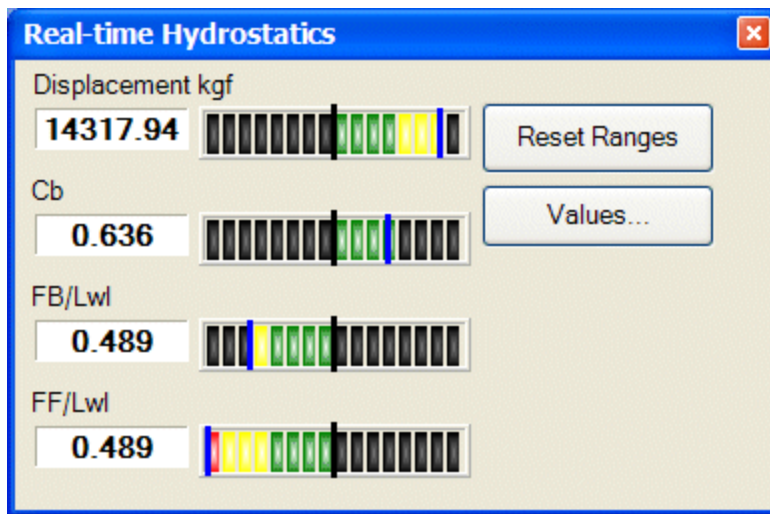 Real-time Hydrostatics
Displacement kgf
14317.94
Reset Ranges
Cb
0.636
Values...
FB/Lwl
0.489
FF/Lwl
0.489